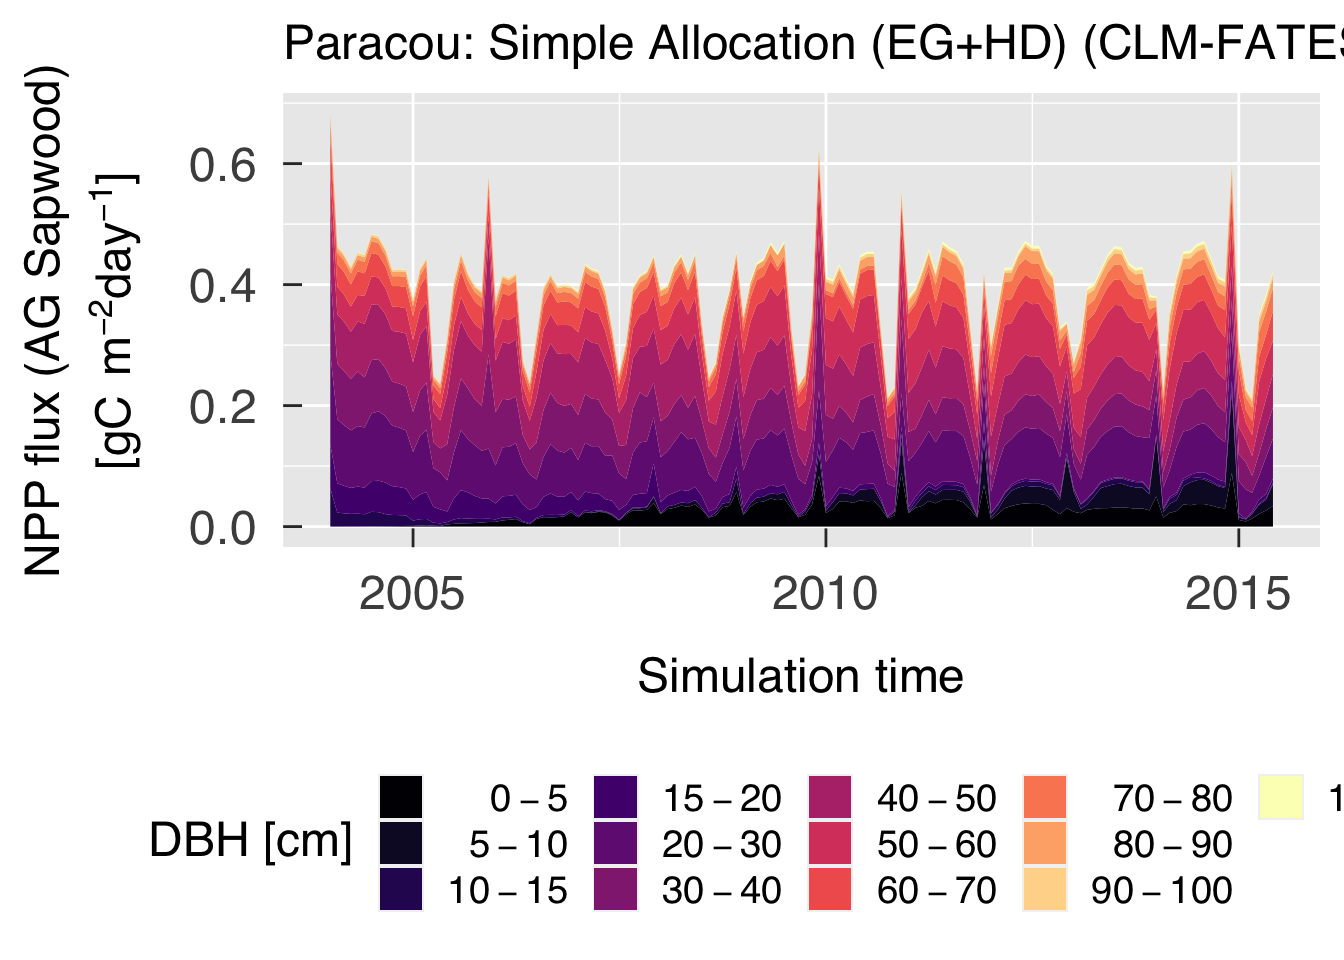 Paracou: Simple Allocation (EG+HD) (CLM-FATES
NPP flux (AG Sapwood)
[gC m⁻²day⁻¹]
0.6
0.4
0.2
0.0
2005 2010 2015
Simulation time
DBH [cm]
0 – 5 15 – 20 40 – 50 70 – 80 1
5 – 10 20 – 30 50 – 60 80 – 90
10 – 15 30 – 40 60 – 70 90 – 100